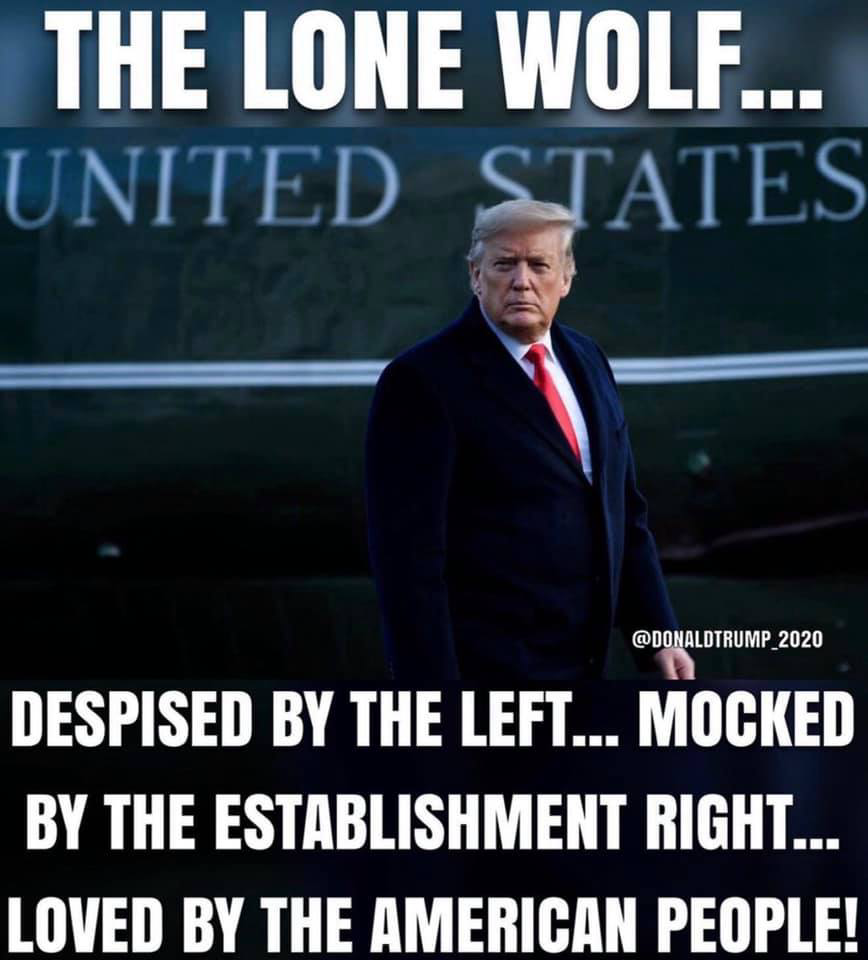 THE LONE WOLF...
UNITED STATES
@DONALDTRUMP_2020
DESPISED BY THE LEFT... MOCKED
BY THE ESTABLISHMENT RIGHT...
LOVED BY THE AMERICAN PEOPLE!